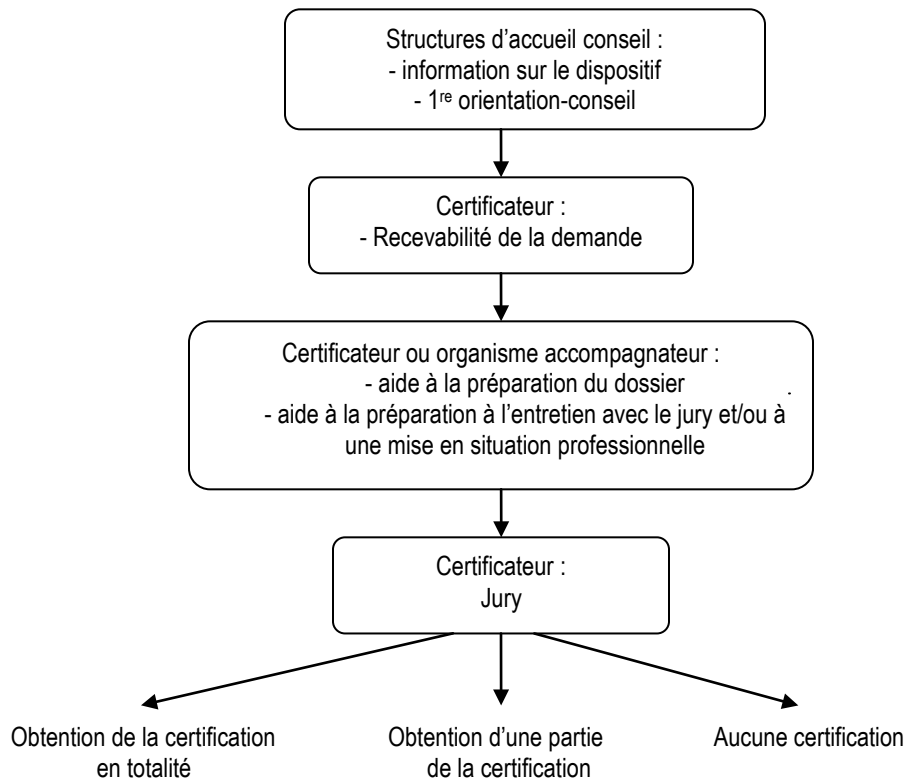 Structures d’accueil conseil :
- information sur le dispositif
- 1re orientation-conseil
Certificateur :
- Recevabilité de la demande
Certificateur ou organisme accompagnateur :
- aide à la préparation du dossier
- aide à la préparation à l’entretien avec le jury et/ou à
une mise en situation professionnelle
Certificateur :
Jury
Obtention de la certification
en totalité
Obtention d’une partie
de la certification
Aucune certification